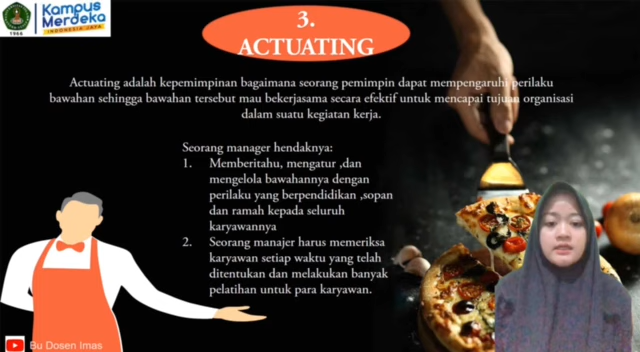 1966
Kampus
Merdeka
INDONESIA JAYA
3.
ACTUATING
Actuating adalah kepemimpinan bagaimana seorang pemimpin dapat mempengaruhi perilaku
bawahan sehingga bawahan tersebut mau bekerjasama secara efektif untuk mencapai tujuan organisasi
dalam suatu kegiatan kerja.
Seorang manager hendaknya:
1. Memberitahu, mengatur ,dan
mengelola bawahannya dengan
perilaku yang berpendidikan ,sopan
dan ramah kepada seluruh
karyawannya
2. Seorang manajer harus memeriksa
karyawan setiap waktu yang telah
ditentukan dan melakukan banyak
pelatihan untuk para karyawan.
Bu Dosen Imas